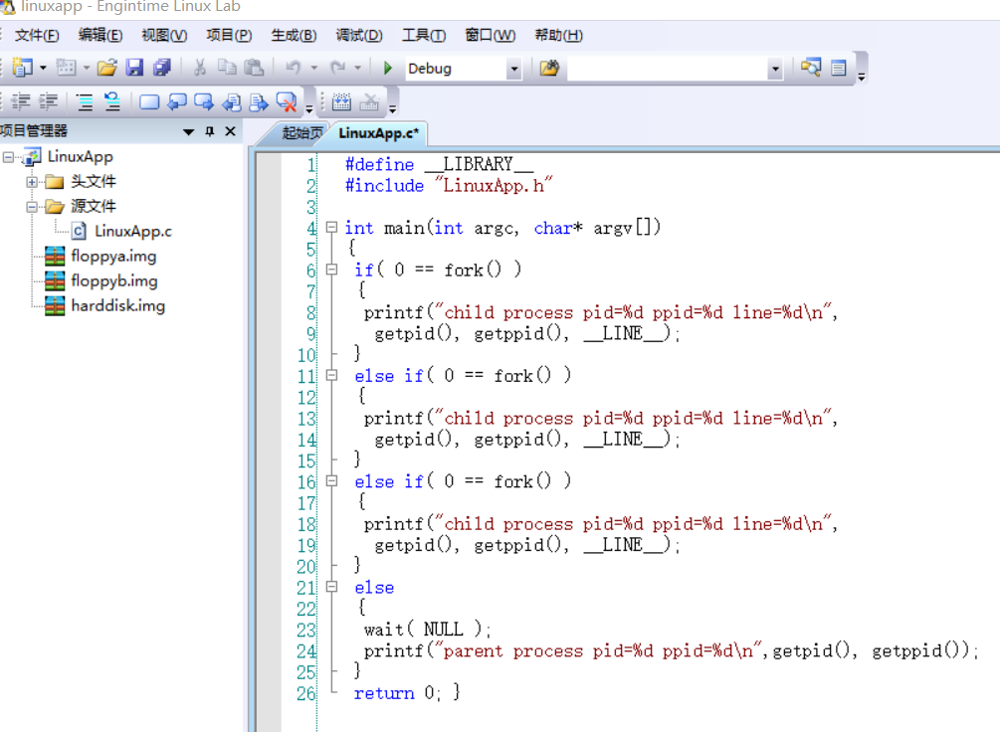 linuxapp - Engintime Linux Lab
文件(F) 编辑(E) 视图(V) 项目(P) 生成(B) 调试(D) 工具(T) 窗口(W) 帮助(H)
Debug
项目管理器
起始页 LinuxApp.c*
LinuxApp
头文件
源文件
LinuxApp.c
floppya.img
floppyb.img
harddisk.img
1 #define __LIBRARY__
2 #include "LinuxApp.h"
3
4 int main(int argc, char* argv[])
5 {
6 if( 0 == fork() )
7 {
8 printf("child process pid=%d ppid=%d line=%d\n",
9 getpid(), getppid(), __LINE__);
10 }
11 else if( 0 == fork() )
12 {
13 printf("child process pid=%d ppid=%d line=%d\n",
14 getpid(), getppid(), __LINE__);
15 }
16 else if( 0 == fork() )
17 {
18 printf("child process pid=%d ppid=%d line=%d\n",
19 getpid(), getppid(), __LINE__);
20 }
21 else
22 {
23 wait( NULL );
24 printf("parent process pid=%d ppid=%d\n",getpid(), getppid());
25 }
26 return 0; }